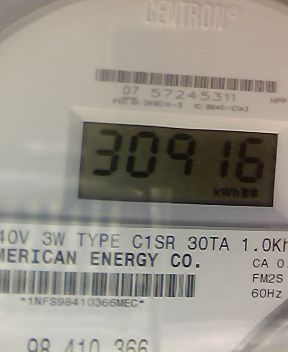 CENTRON®
07 57245311
30916
kWh
40V 3W TYPE C1SR 30TA 1.0Kh
MERICAN ENERGY CO.
CA 0.
FM2S
60Hz
*1NFS98410366MEC*
98 410 366